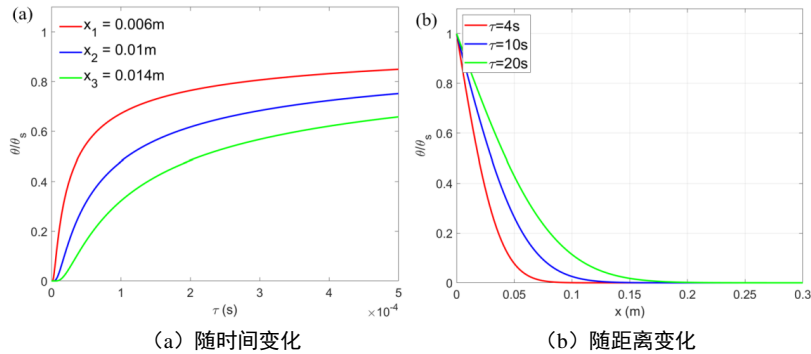 (a)
x1 = 0.006m
x2 = 0.01m
x3 = 0.014m
1
0.8
0.6
0.4
0.2
0
θ/θs
0
1
2
3
4
5
×10-4
τ (s)
（a）随时间变化
(b)
τ=4s
τ=10s
τ=20s
1
0.8
0.6
0.4
0.2
0
θ/θs
0
0.05
0.1
0.15
0.2
0.25
0.3
x (m)
（b）随距离变化